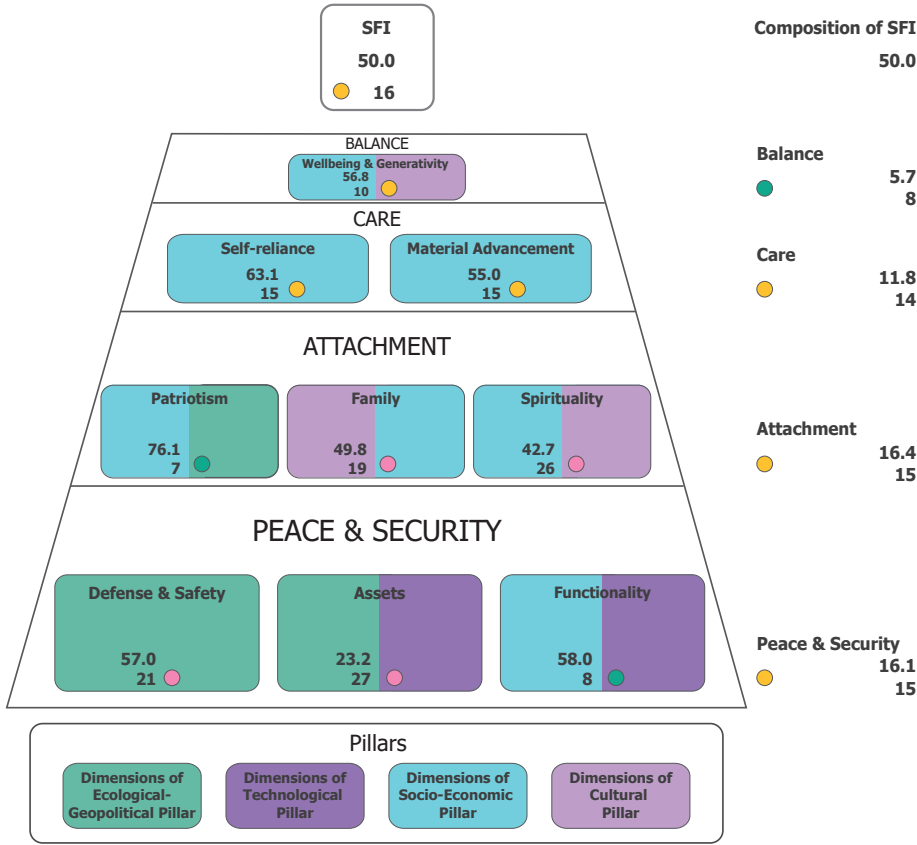 SFI
50.0
16
Composition of SFI
50.0
BALANCE
Wellbeing & Generativity
56.8
10
Balance
5.7
8
CARE
Self-reliance
63.1
15
Material Advancement
55.0
15
Care
11.8
14
ATTACHMENT
Patriotism
76.1
7
Family
49.8
19
Spirituality
42.7
26
Attachment
16.4
15
PEACE & SECURITY
Defense & Safety
57.0
21
Assets
23.2
27
Functionality
58.0
8
Peace & Security
16.1
15
Pillars
Dimensions of
Ecological-
Geopolitical Pillar
Dimensions of
Technological
Pillar
Dimensions of
Socio-Economic
Pillar
Dimensions of
Cultural
Pillar